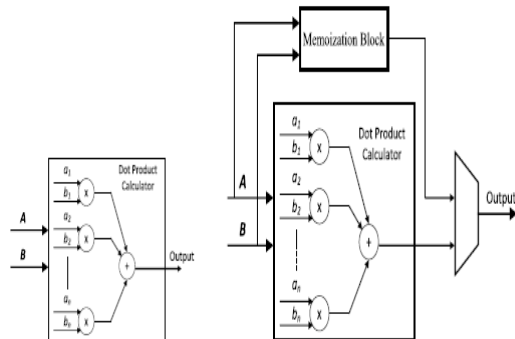 a1
b1
x
Dot Product
Calculator
A
a2
b2
x
B
+
Output
an
bn
x
Memoization Block
a1
b1
x
Dot Product
Calculator
A
a2
b2
x
B
+
Output
an
bn
x